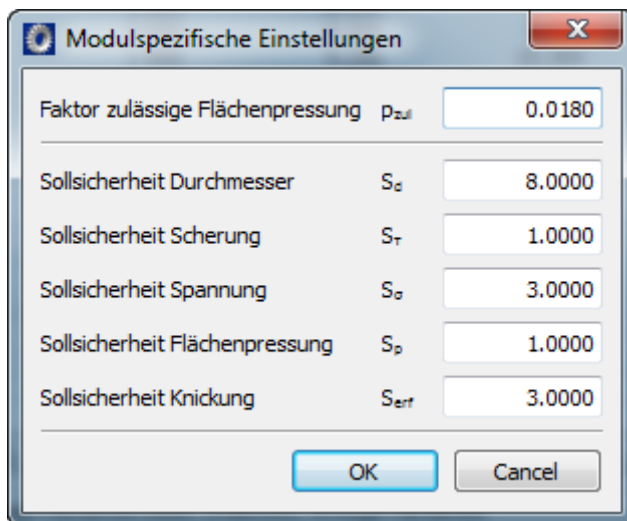 Modulspezifische Einstellungen
Faktor zulässige Flächenpressung pzul 0.0180
Sollsicherheit Durchmesser Sd 8.0000
Sollsicherheit Scherung Sτ 1.0000
Sollsicherheit Spannung Sσ 3.0000
Sollsicherheit Flächenpressung Sp 1.0000
Sollsicherheit Knickung Serf 3.0000
OK Cancel